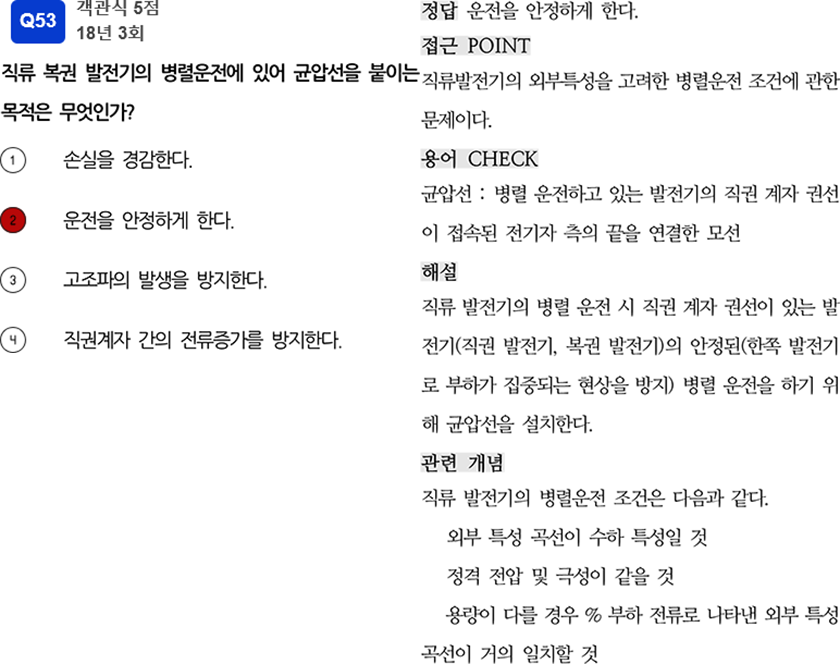 Q53
객관식 5점
18년 3회
직류 복권 발전기의 병렬운전에 있어 균압선을 붙이는
목적은 무엇인가?
1 손실을 경감한다.
2 운전을 안정하게 한다.
3 고조파의 발생을 방지한다.
4 직권계자 간의 전류증가를 방지한다.
정답 운전을 안정하게 한다.
접근 POINT
직류발전기의 외부특성을 고려한 병렬운전 조건에 관한
문제이다.
용어 CHECK
균압선 : 병렬 운전하고 있는 발전기의 직권 계자 권선
이 접속된 전기자 측의 끝을 연결한 모선
해설
직류 발전기의 병렬 운전 시 직권 계자 권선이 있는 발
전기(직권 발전기, 복권 발전기)의 안정된(한쪽 발전기
로 부하가 집중되는 현상을 방지) 병렬 운전을 하기 위
해 균압선을 설치한다.
관련 개념
직류 발전기의 병렬운전 조건은 다음과 같다.
외부 특성 곡선이 수하 특성일 것
정격 전압 및 극성이 같을 것
용량이 다를 경우 % 부하 전류로 나타낸 외부 특성
곡선이 거의 일치할 것